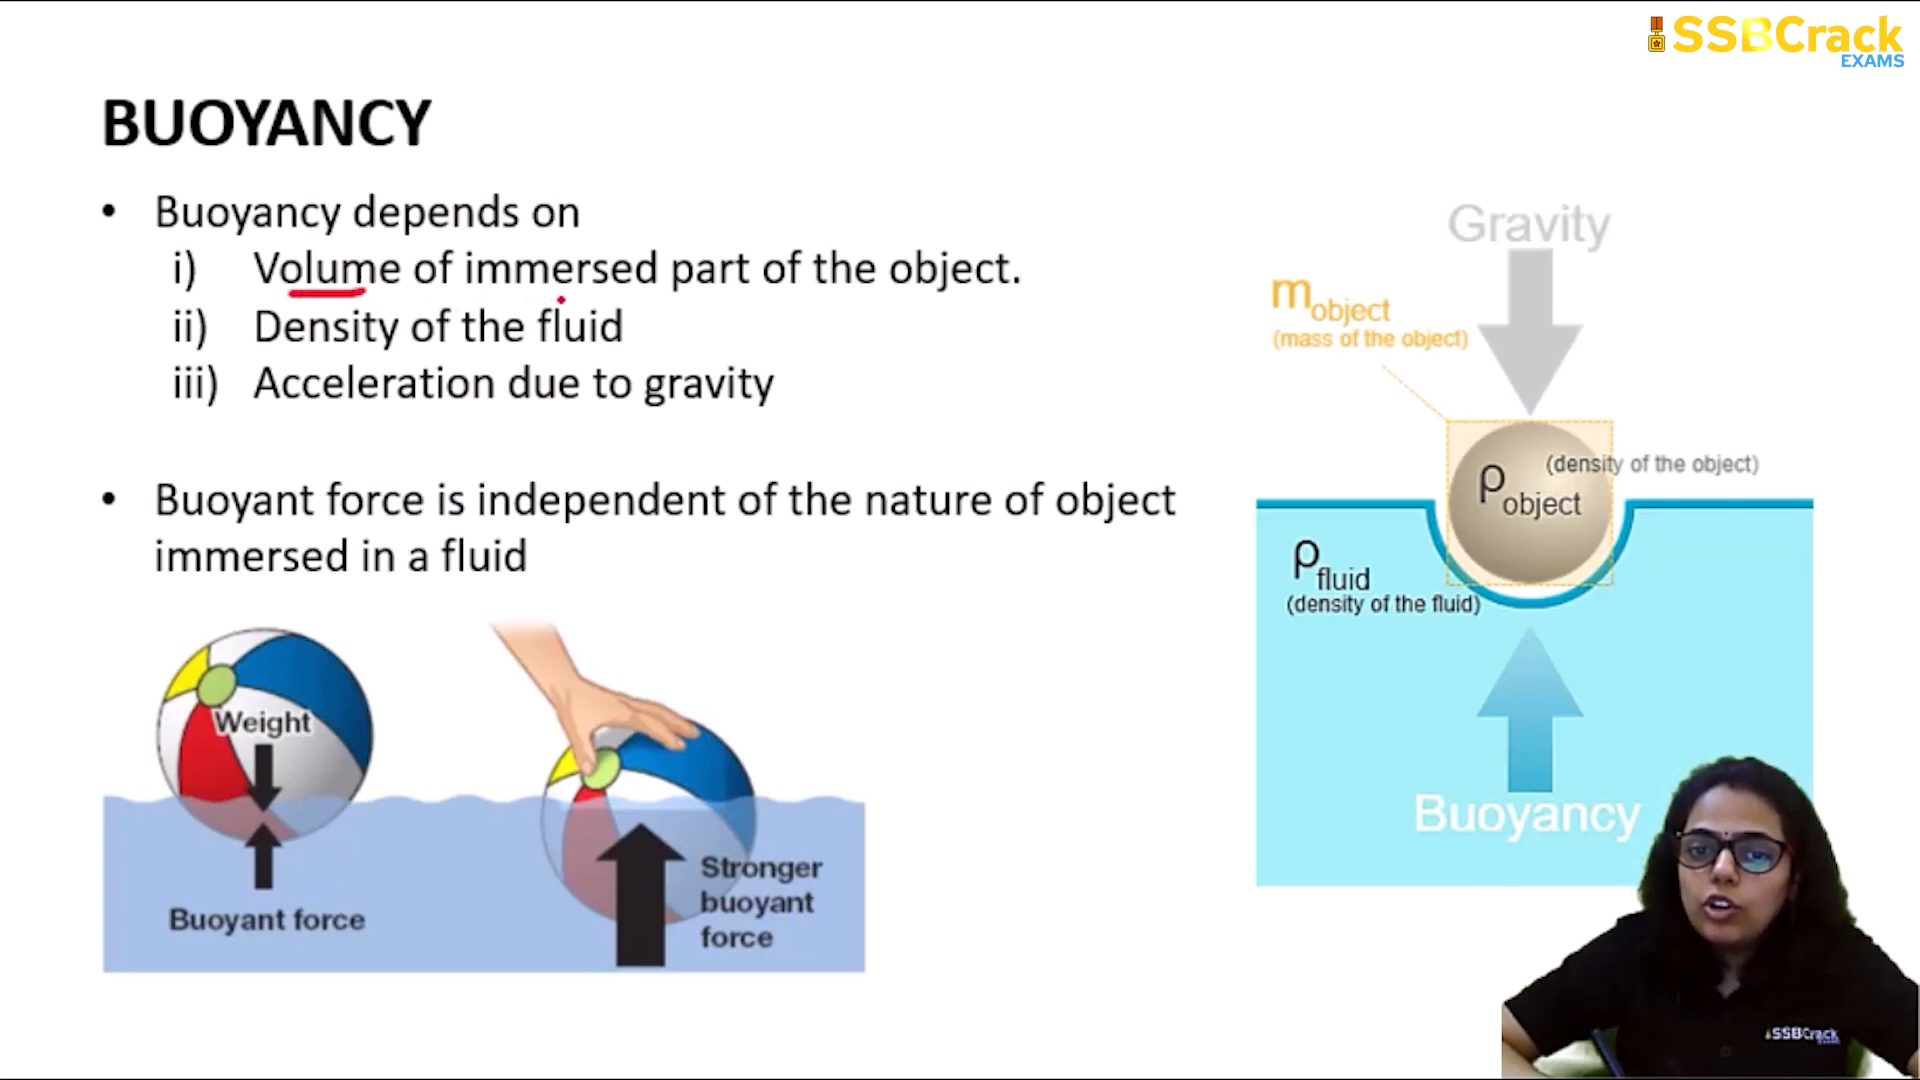 SSBCrack
EXAMS
BUOYANCY
• Buoyancy depends on
i) Volume of immersed part of the object.
ii) Density of the fluid
iii) Acceleration due to gravity
• Buoyant force is independent of the nature of object
immersed in a fluid
Weight
Buoyant force
Stronger
buoyant
force
Gravity
m object
(mass of the object)
(density of the object)
ρ object
ρ fluid
(density of the fluid)
Buoyancy
SSBCrack